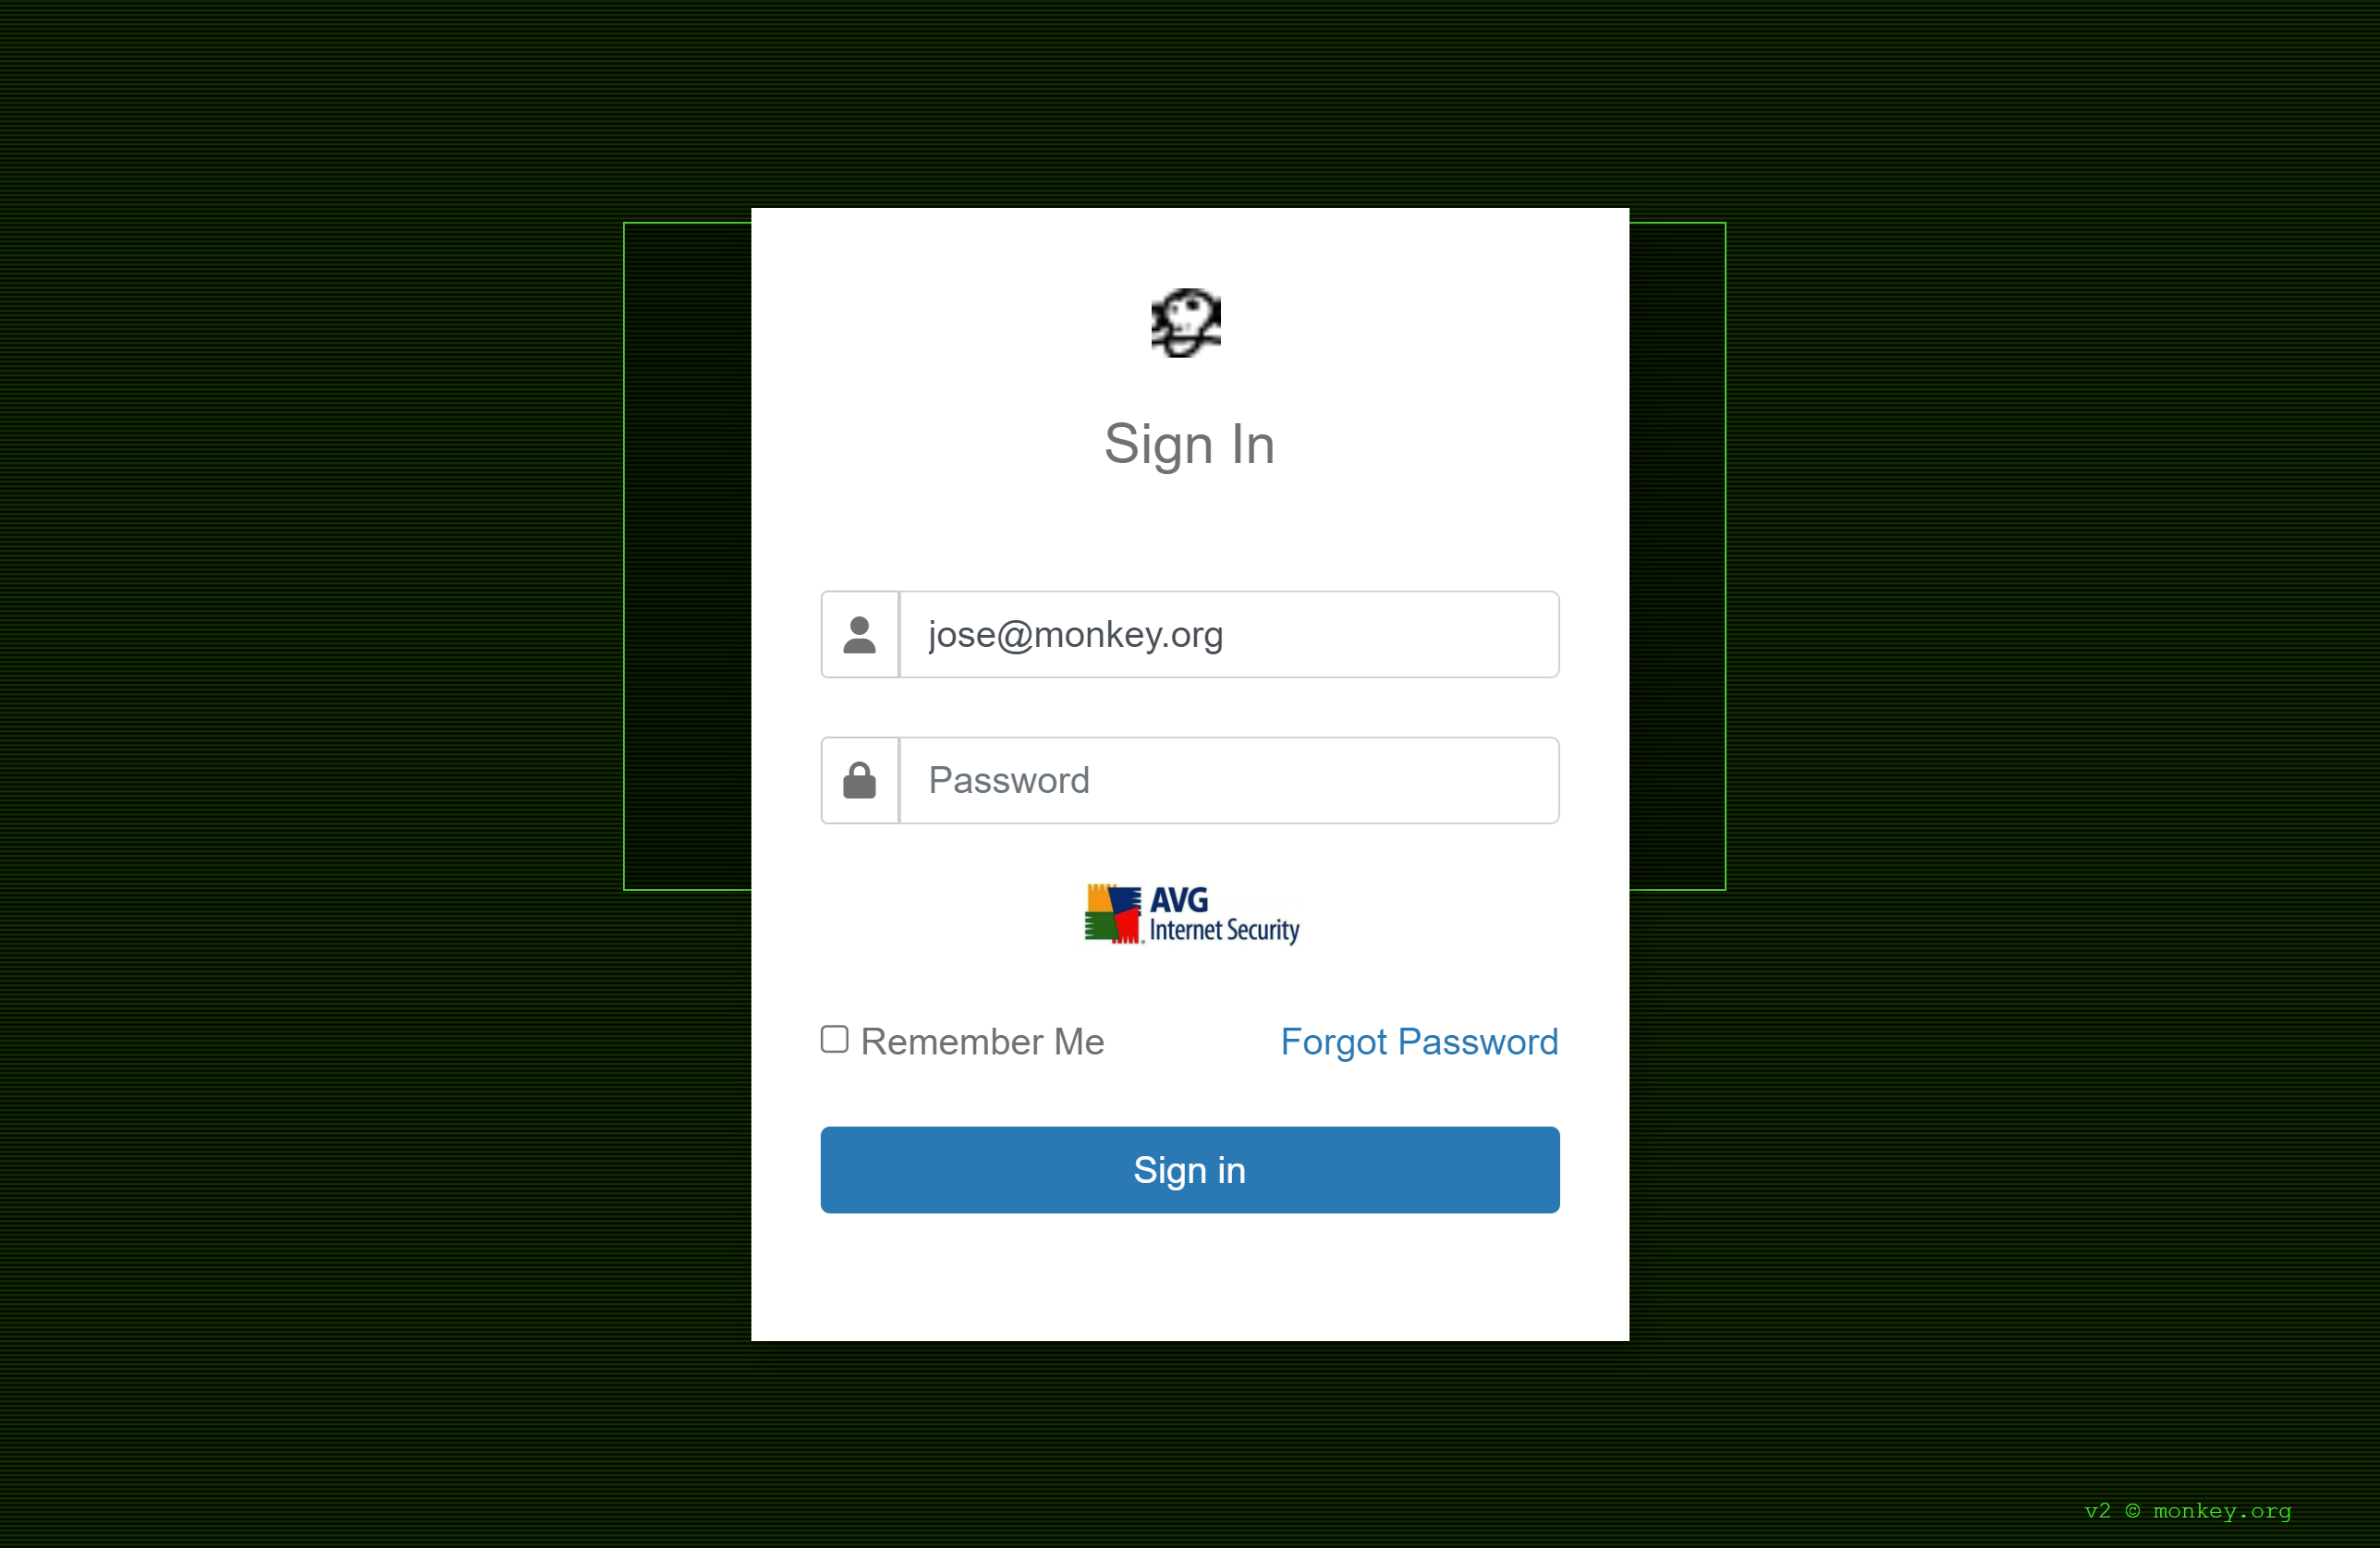 Sign In
jose@monkey.org
Password
AVG
Internet Security
Remember Me
Forgot Password
Sign in
v2 © monkey.org